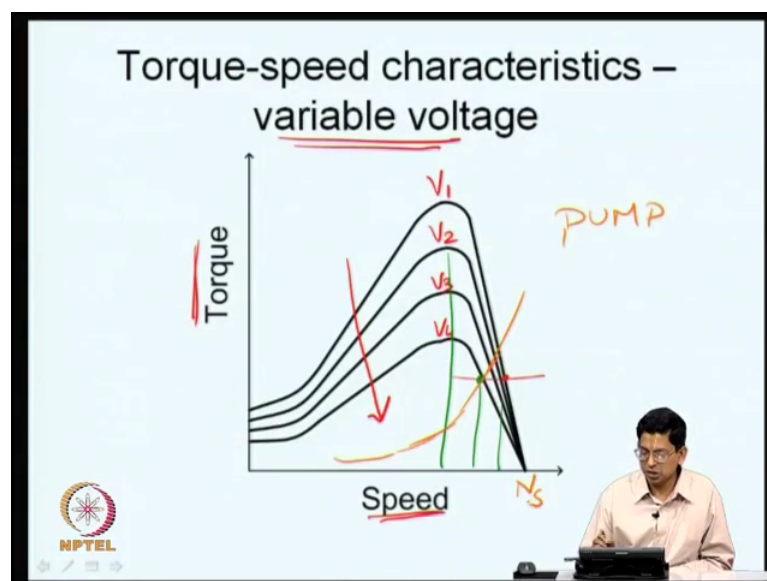 Torque-speed characteristics –
variable voltage
V1
PUMP
V2
V3
V4
Torque
Speed
NS
NPTEL